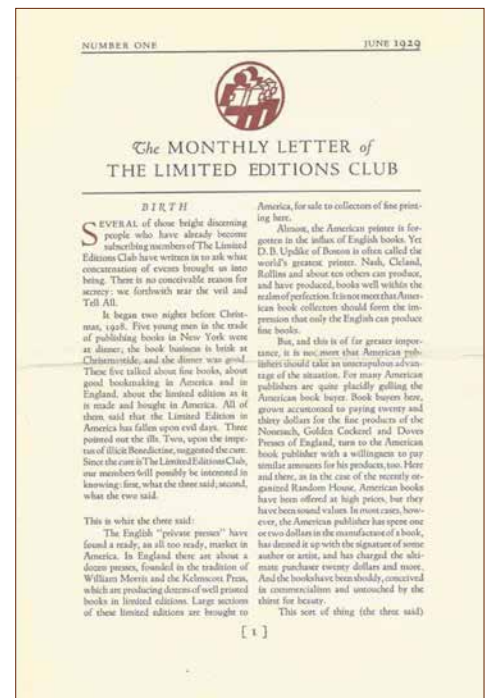 NUMBER ONE
JUNE 1929
The MONTHLY LETTER of
THE LIMITED EDITIONS CLUB
BIRTH
SEVERAL of those bright discerning
people who have already become
subscribing members of The Limited
Editions Club have written in to ask what
concatenation of events brought us into
being. There is no conceivable reason for
secrecy: we forthwith tear the veil and
Tell All.
It began two nights before Christ-
mas, 1928. Five young men in the trade
of publishing books in New York were
at dinner; the book business is brisk at
Christmastide, and the dinner was good.
These five talked about fine books, about
good bookmaking in America and in
England, about the limited edition as it
is made and bought in America. All of
them said that the Limited Edition in
America has fallen upon evil days. Three
pointed out the ills. Two, upon the impe-
tus of illicit Benedictine, suggested the cure.
Since the cure is The Limited Editions Club,
our members will possibly be interested in
knowing: first, what the three said; second,
what the two said.
This is what the three said:
The English "private presses" have
found a ready, an all too ready, market in
America. In England there are about a
dozen presses, founded in the tradition of
William Morris and the Kelmscott Press,
which are producing dozens of well printed
books in limited editions. Large sections
of these limited editions are brought to
America, for sale to collectors of fine print-
ing here.
Almost, the American printer is for-
gotten in the influx of English books. Yet
D. B. Updike of Boston is often called the
world's greatest printer. Nash, Cleland,
Rollins and about ten others can produce,
and have produced, books well within the
realm of perfection. It is not meet that Amer-
ican book collectors should form the im-
pression that only the English can produce
fine books.
But, and this is of far greater impor-
tance, it is not meet that American pub-
lishers should take an unscrupulous advan-
tage of the situation. For many American
publishers are quite placidly gulling the
American book buyer. Book buyers here,
grown accustomed to paying twenty and
thirty dollars for the fine products of the
Nonesuch, Golden Cockerel and Doves
Presses of England, turn to the American
book publisher with a willingness to pay
similar amounts for his products, too. Here
and there, as in the case of the recently or-
ganized Random House, American books
have been offered at high prices, but they
have been sound values. In most cases, how-
ever, the American publisher has spent one
or two dollars in the manufacture of a book,
has dressed it up with the signature of some
author or artist, and has charged the ulti-
mate purchaser twenty dollars and more.
And the books have been shoddy, conceived
in commercialism and untouched by the
thirst for beauty.
This sort of thing (the three said)
[ 1 ]